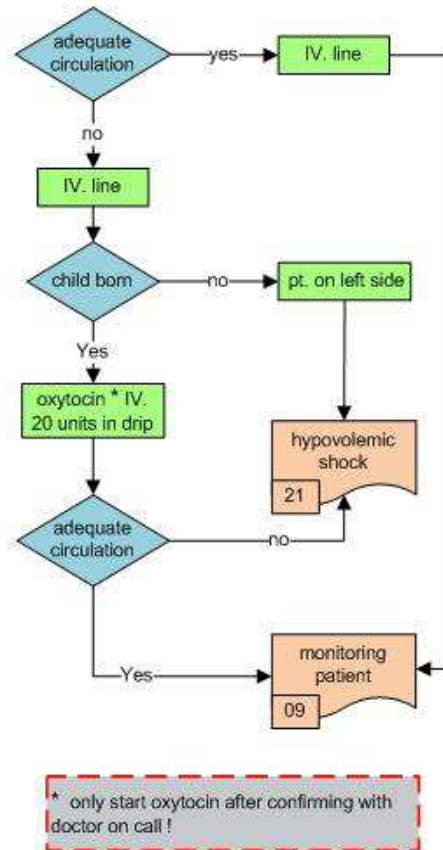 adequate
circulation
yes
IV. line
no
IV. line
child born
no
pt. on left side
Yes
oxytocin * IV.
20 units in drip
hypovolemic
shock
21
adequate
circulation
no
Yes
monitoring
patient
09
* only start oxytocin after confirming with
doctor on call !